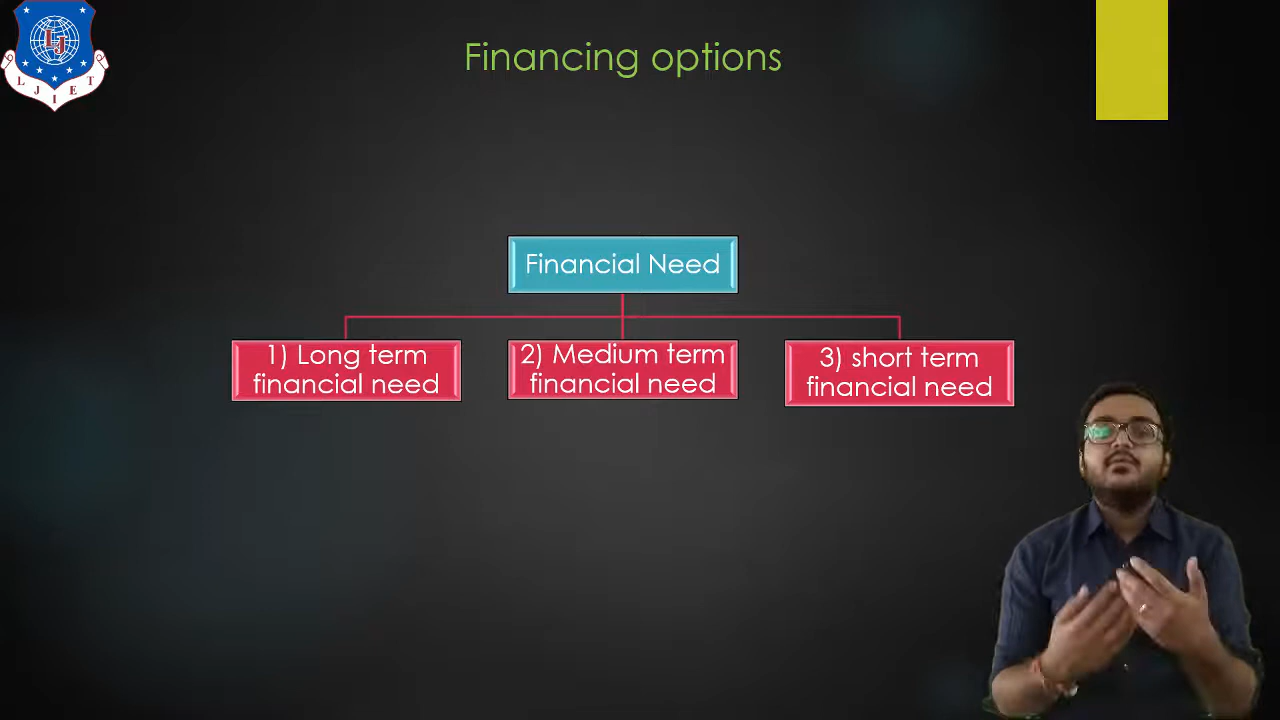 LJ
L J I E T
Financing options
Financial Need
1) Long term
financial need
2) Medium term
financial need
3) short term
financial need